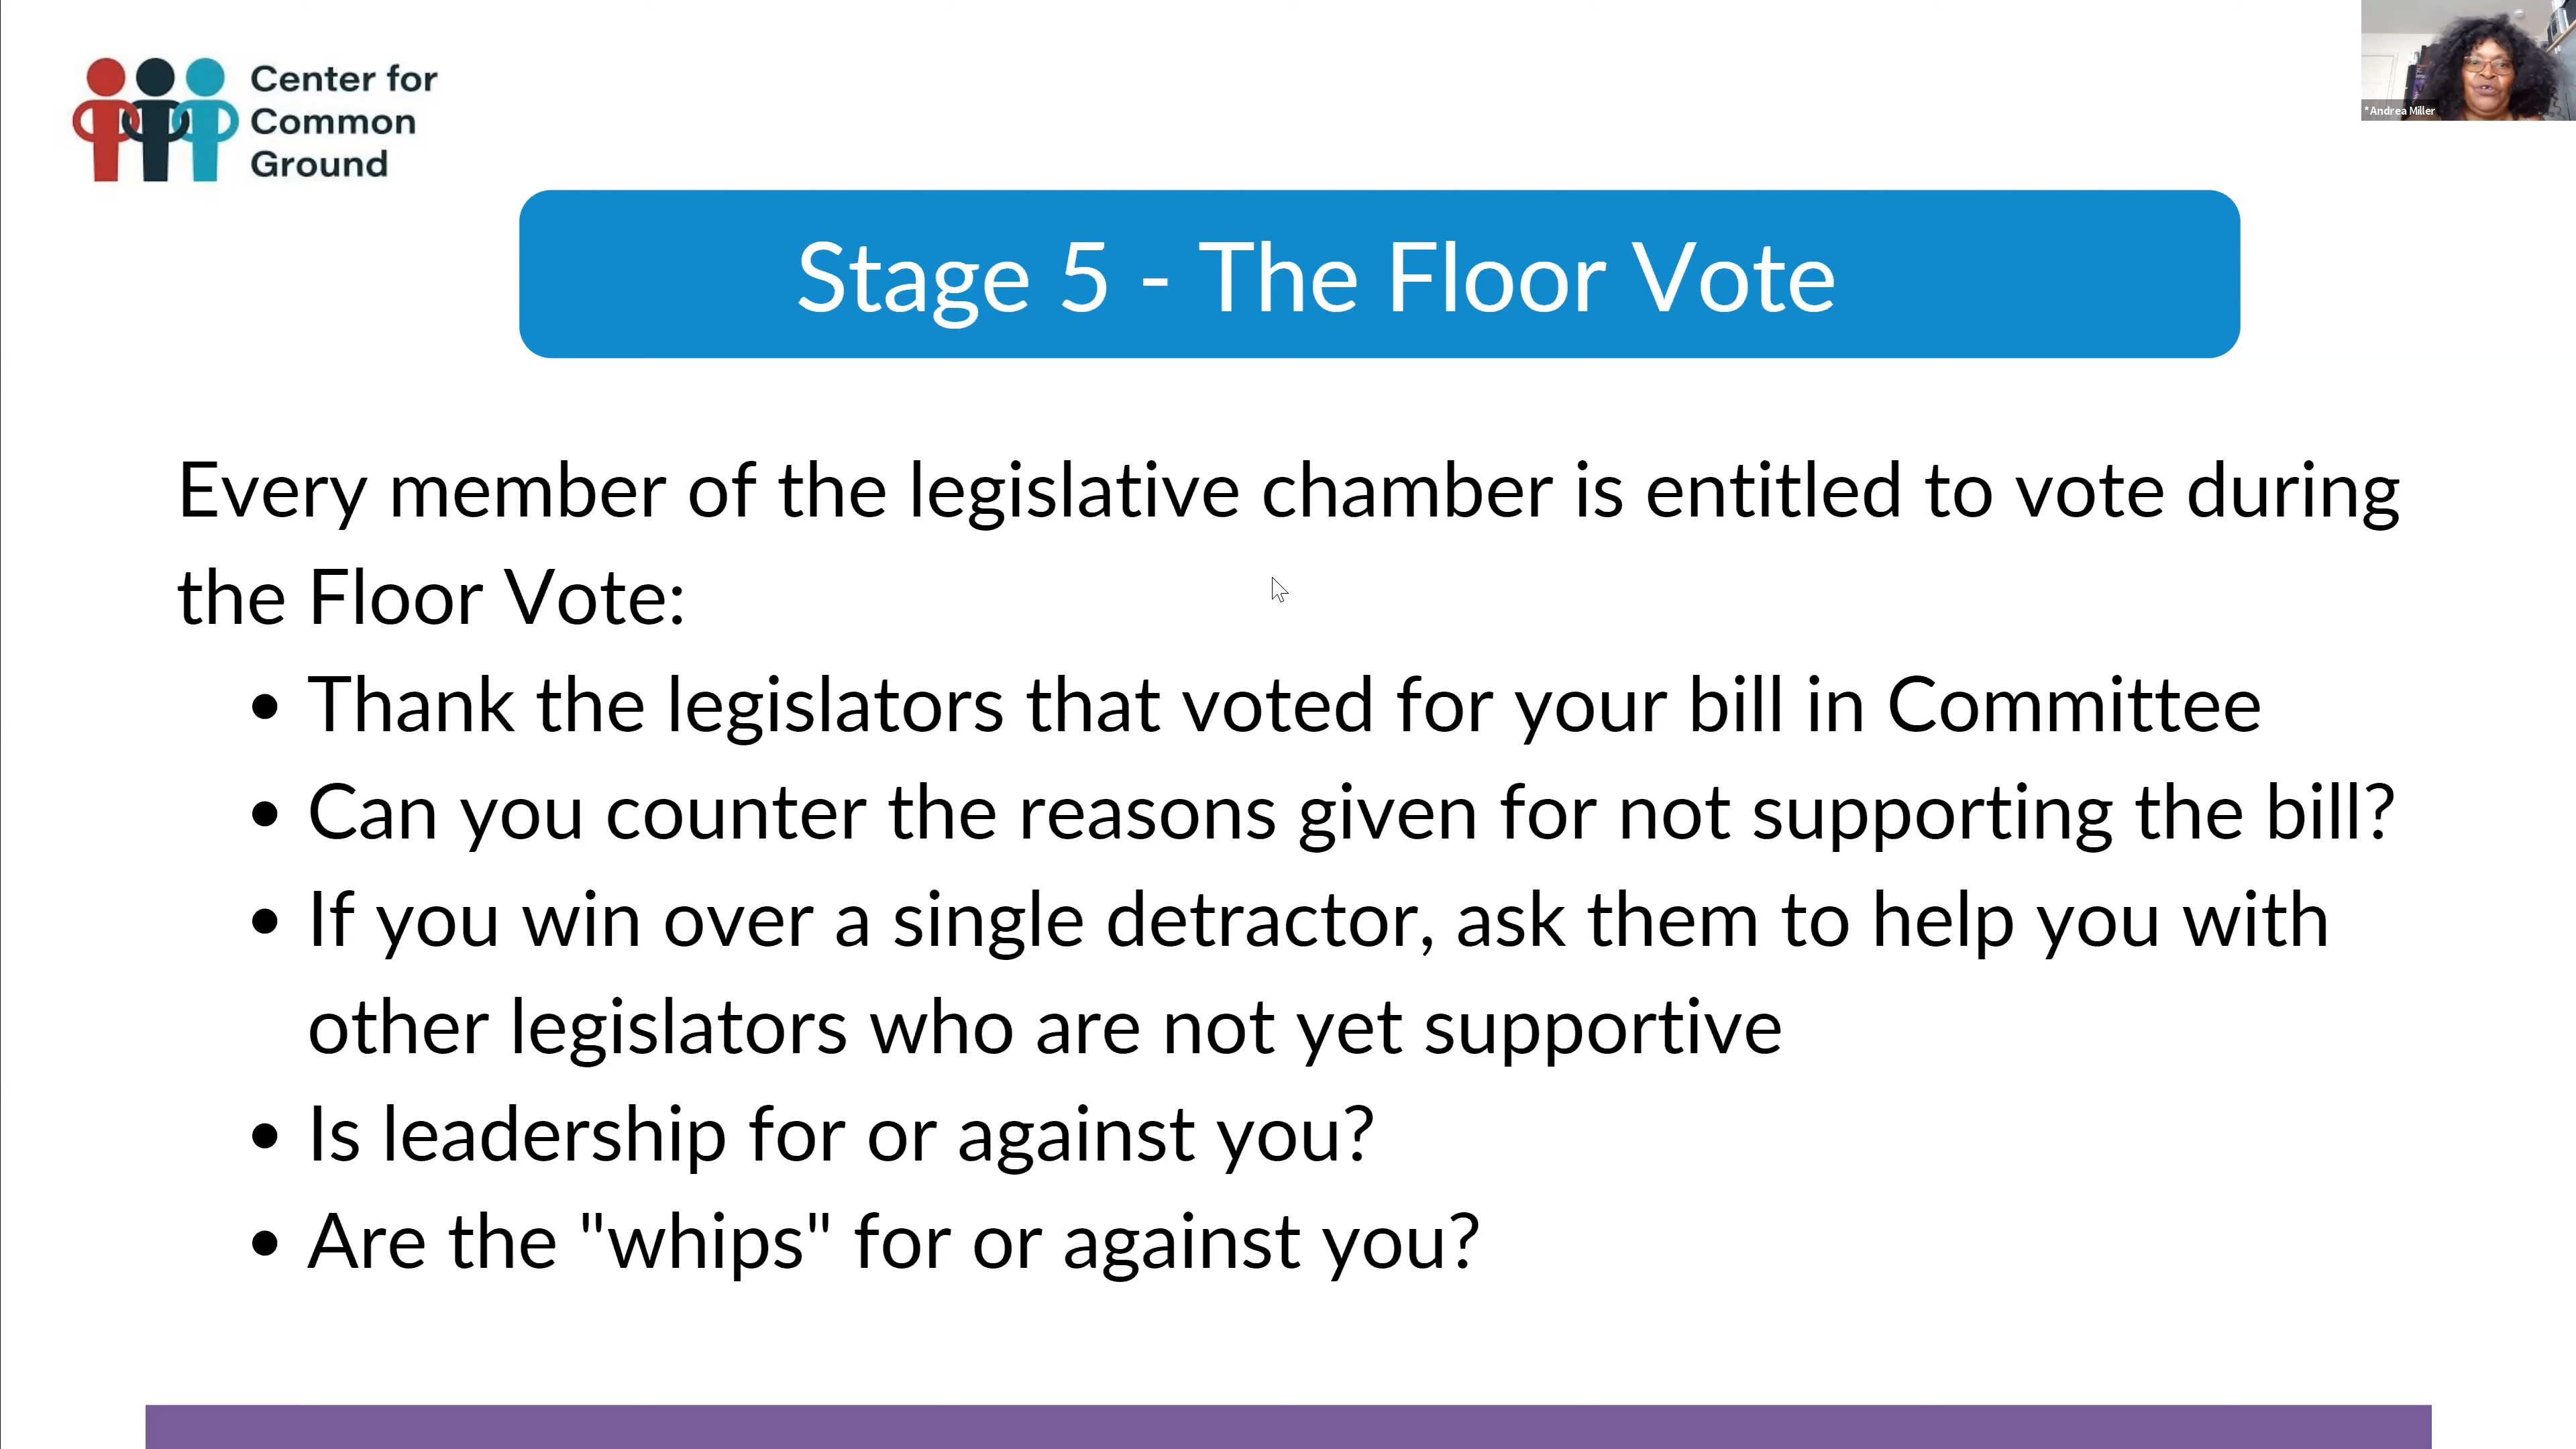 Center for
Common
Ground
*Andrea Miller
Stage 5 - The Floor Vote
Every member of the legislative chamber is entitled to vote during
the Floor Vote:
• Thank the legislators that voted for your bill in Committee
• Can you counter the reasons given for not supporting the bill?
• If you win over a single detractor, ask them to help you with
other legislators who are not yet supportive
• Is leadership for or against you?
• Are the "whips" for or against you?